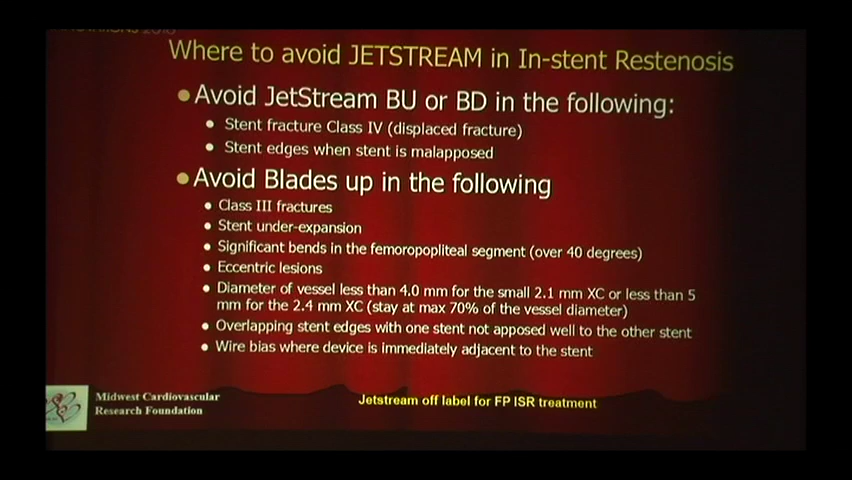 Where to avoid JETSTREAM in In-stent Restenosis
Avoid JetStream BU or BD in the following:
Stent fracture Class IV (displaced fracture)
Stent edges when stent is malapposed
Avoid Blades up in the following
Class III fractures
Stent under-expansion
Significant bends in the femoropopliteal segment (over 40 degrees)
Eccentric lesions
Diameter of vessel less than 4.0 mm for the small 2.1 mm XC or less than 5
mm for the 2.4 mm XC (stay at max 70% of the vessel diameter)
Overlapping stent edges with one stent not apposed well to the other stent
Wire bias where device is immediately adjacent to the stent
Midwest Cardiovascular
Research Foundation
Jetstream off label for FP ISR treatment